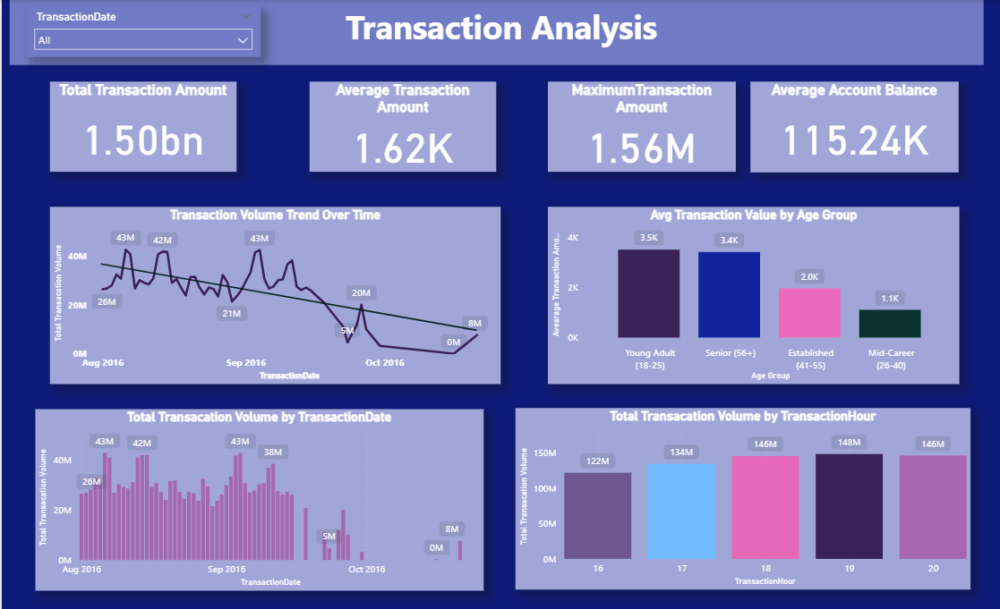 TransactionDate
All
Transaction Analysis
Total Transaction Amount
1.50bn
Average Transaction
Amount
1.62K
MaximumTransaction
Amount
1.56M
Average Account Balance
115.24K
Transaction Volume Trend Over Time
Total Transacation Volume
40M
20M
0M
26M
43M
42M
21M
43M
5M
20M
0M
8M
Aug 2016
Sep 2016
Oct 2016
TransactionDate
Avg Transaction Value by Age Group
Avearage Transaction Amo...
4K
2K
0K
3.5K
3.4K
2.0K
1.1K
Young Adult
(18-25)
Senior (56+)
Established
(41-55)
Mid-Career
(26-40)
Age Group
Total Transacation Volume by TransactionDate
Total Transacation Volume
40M
20M
0M
26M
43M
42M
43M
38M
5M
0M
8M
Aug 2016
Sep 2016
Oct 2016
TransactionDate
Total Transacation Volume by TransactionHour
Total Transacation Volume
150M
100M
50M
0M
122M
134M
146M
148M
146M
16
17
18
19
20
TransactionHour